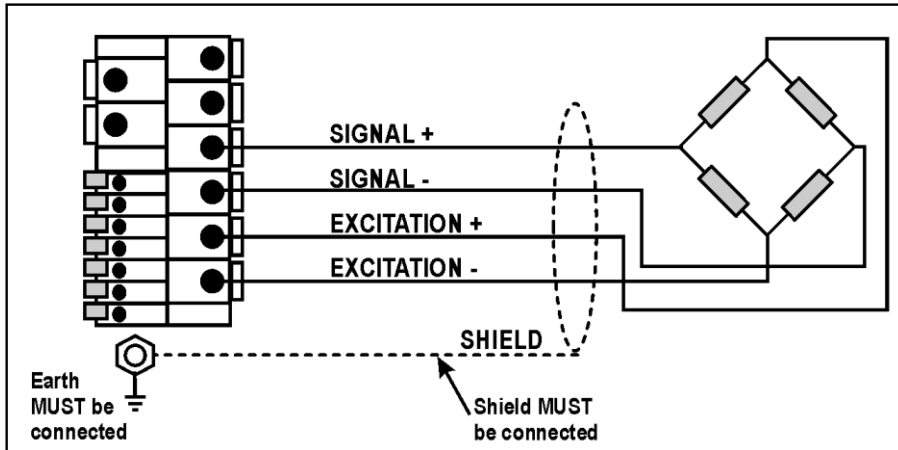 SIGNAL +
SIGNAL -
EXCITATION +
EXCITATION -
SHIELD
Earth
MUST be
connected
Shield MUST
be connected